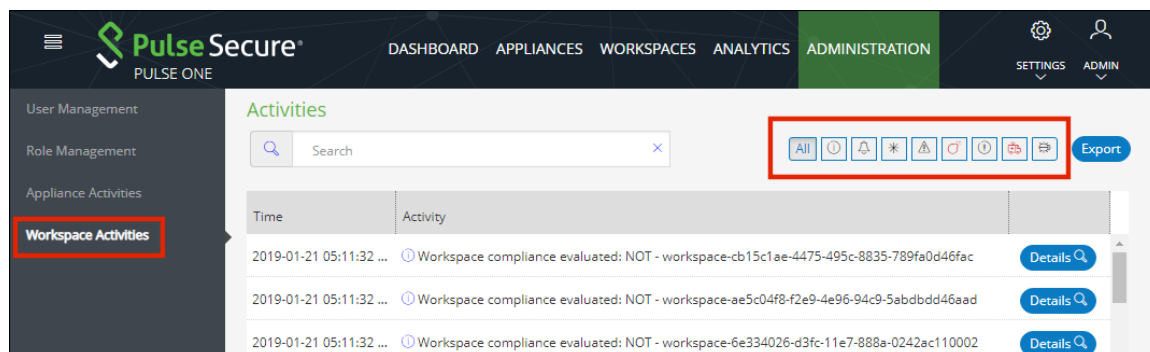 Pulse Secure®
PULSE ONE
DASHBOARD APPLIANCES WORKSPACES ANALYTICS ADMINISTRATION
SETTINGS ADMIN
User Management
Role Management
Appliance Activities
Workspace Activities
Activities
Search
All
Export
Time Activity
2019-01-21 05:11:32 ... Workspace compliance evaluated: NOT - workspace-cb15c1ae-4475-495c-8835-789fa0d46fac Details
2019-01-21 05:11:32 ... Workspace compliance evaluated: NOT - workspace-ae5c04f8-f2e9-4e96-94c9-5abdbdd46aad Details
2019-01-21 05:11:32 ... Workspace compliance evaluated: NOT - workspace-6e334026-d3fc-11e7-888a-0242ac110002 Details